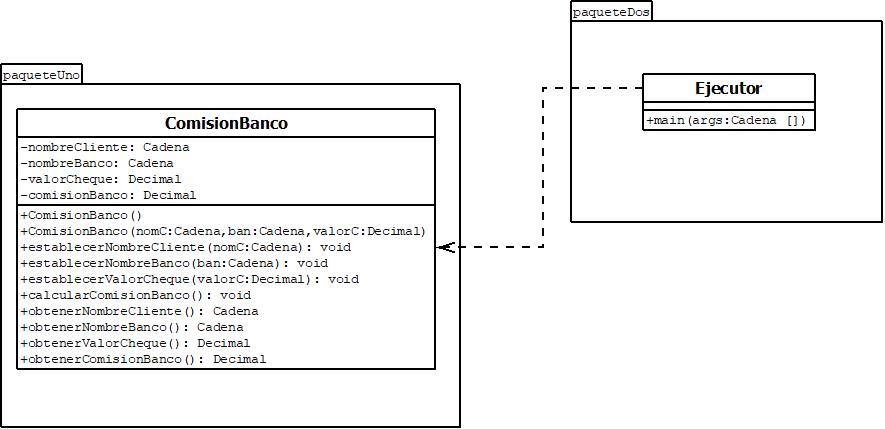 paqueteUno
ComisionBanco
-nombreCliente: Cadena
-nombreBanco: Cadena
-valorCheque: Decimal
-comisionBanco: Decimal
+ComisionBanco()
+ComisionBanco(nomC:Cadena,ban:Cadena,valorC:Decimal)
+establecerNombreCliente(nomC:Cadena): void
+establecerNombreBanco(ban:Cadena): void
+establecerValorCheque(valorC:Decimal): void
+calcularComisionBanco(): void
+obtenerNombreCliente(): Cadena
+obtenerNombreBanco(): Cadena
+obtenerValorCheque(): Decimal
+obtenerComisionBanco(): Decimal
paqueteDos
Ejecutor
+main(args:Cadena [])